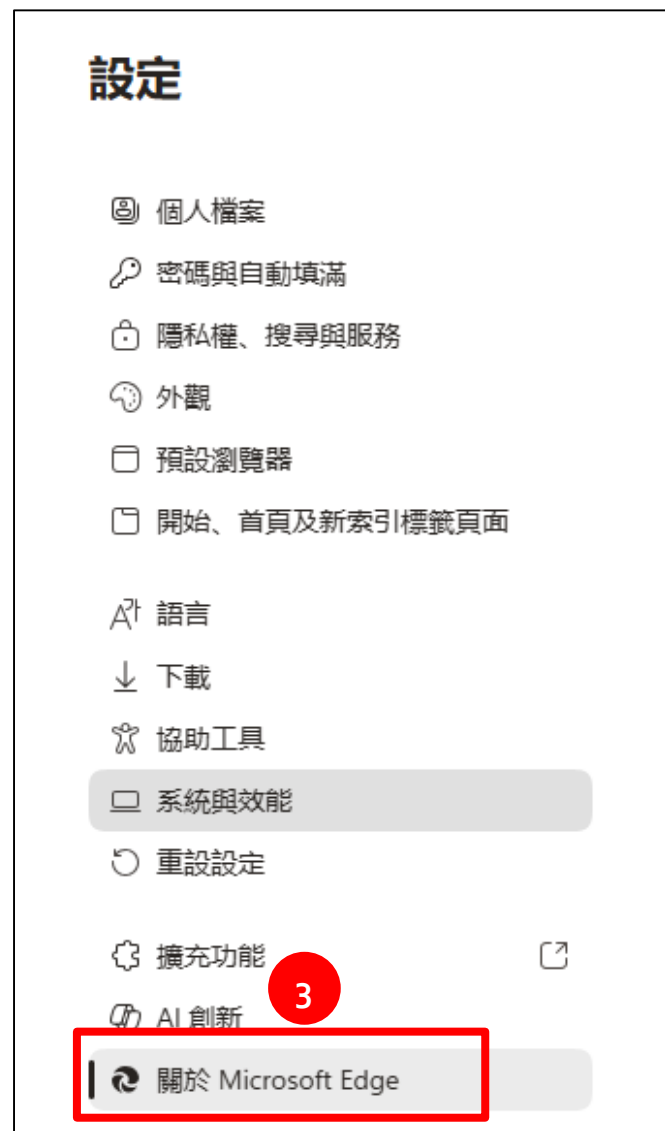 設定
個人檔案
密碼與自動填滿
隱私權、搜尋與服務
外觀
預設瀏覽器
開始、首頁及新索引標籤頁面
語言
下載
協助工具
系統與效能
重設設定
擴充功能
3
AI 創新
關於 Microsoft Edge